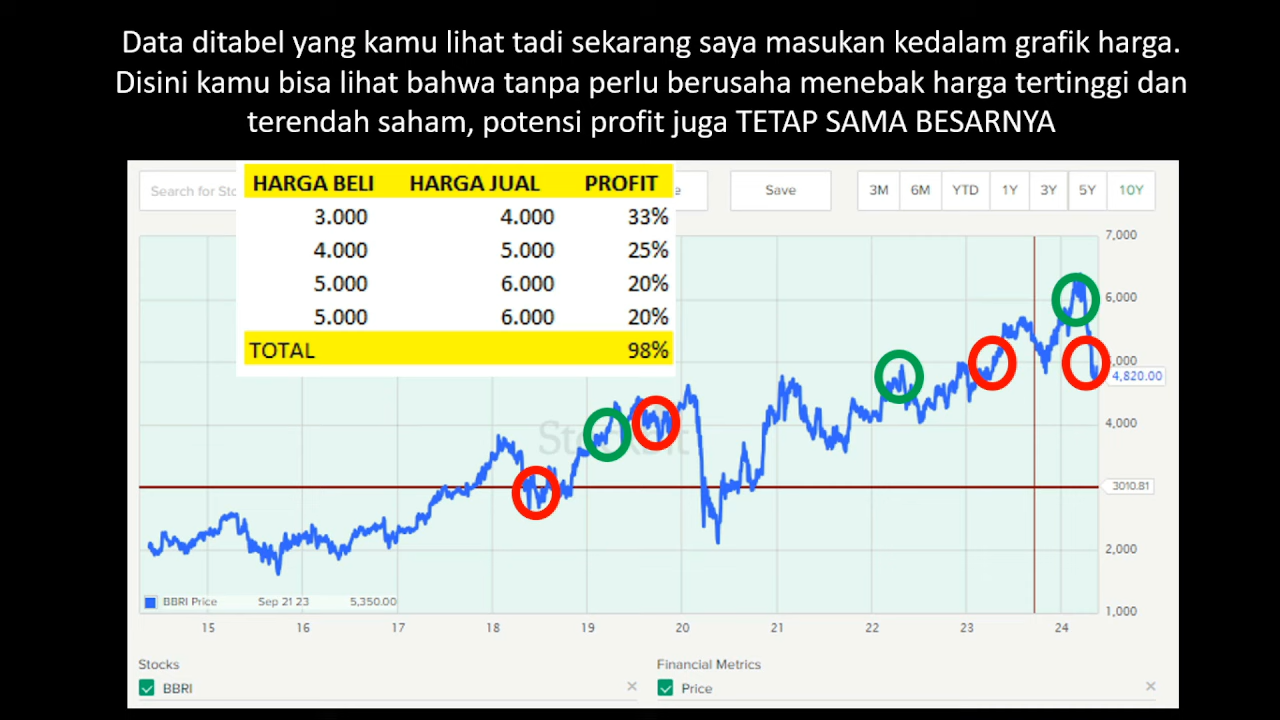 Data ditabel yang kamu lihat tadi sekarang saya masukan kedalam grafik harga.
Disini kamu bisa lihat bahwa tanpa perlu berusaha menebak harga tertinggi dan
terendah saham, potensi profit juga TETAP SAMA BESARNYA
Search for Sto
Save
3M 6M YTD 1Y 3Y 5Y 10Y
HARGA BELI HARGA JUAL PROFIT
3.000 4.000 33%
4.000 5.000 25%
5.000 6.000 20%
5.000 6.000 20%
TOTAL 98%
7,000
6,000
4,820.00
4,000
3010.81
2,000
1,000
BBRI Price Sep 21 23 5,350.00
15 16 17 18 19 20 21 22 23 24
Stocks Financial Metrics
BBRI × Price ×